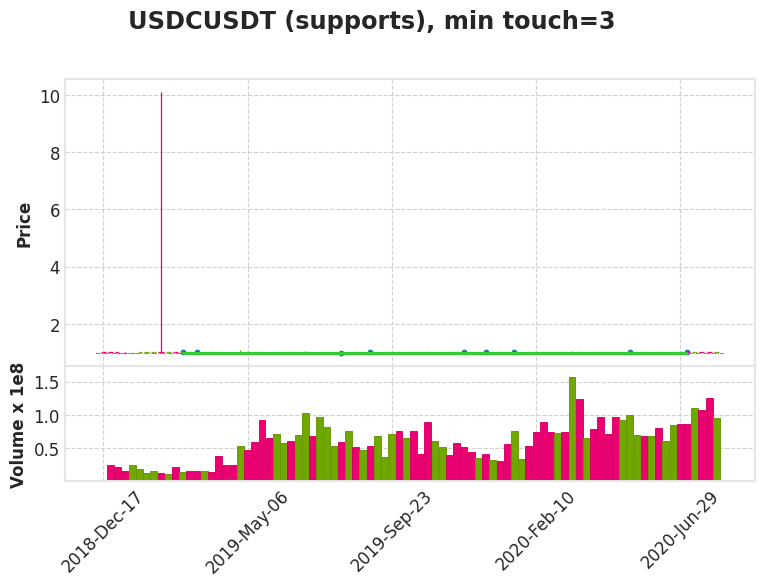 USDCUSDT (supports), min touch=3
Price
10
8
6
4
2
Volume x 1e8
1.5
1.0
0.5
2018-Dec-17
2019-May-06
2019-Sep-23
2020-Feb-10
2020-Jun-29